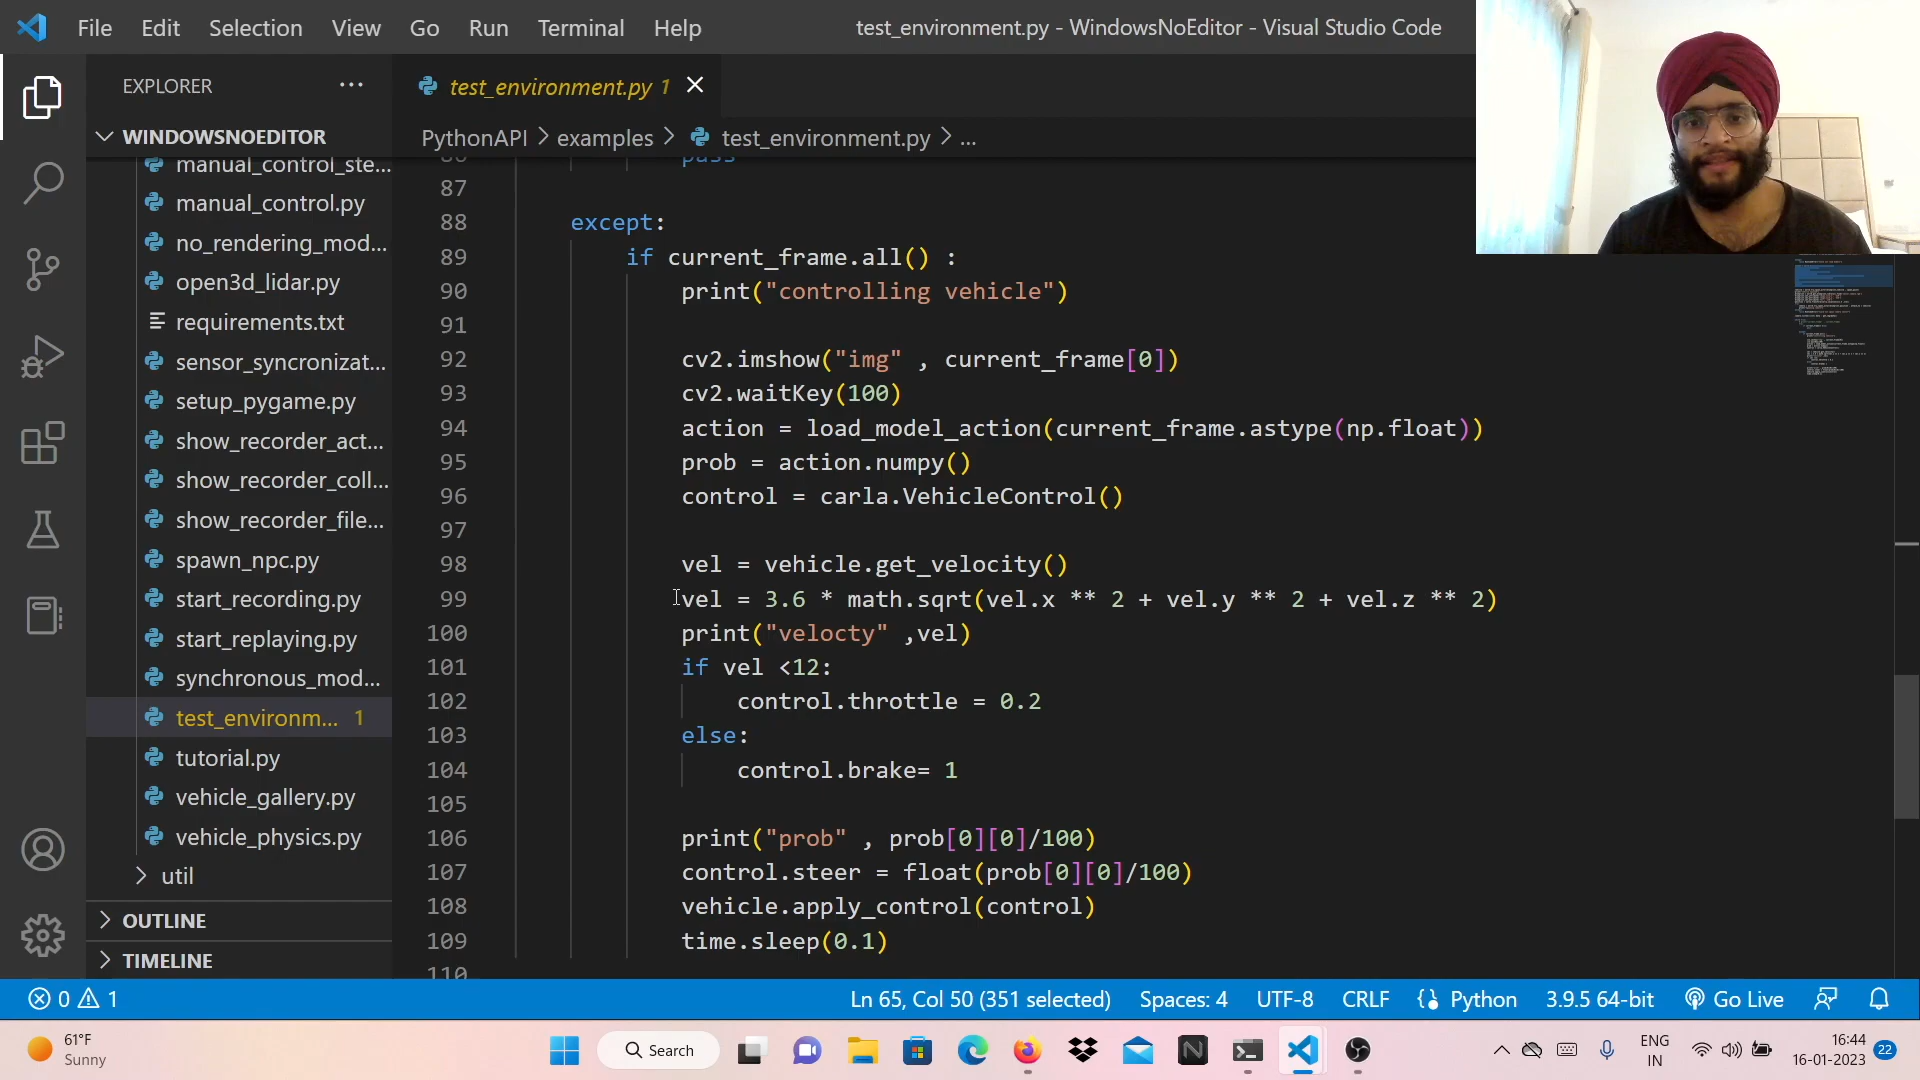 File Edit Selection View Go Run Terminal Help
test_environment.py - WindowsNoEditor - Visual Studio Code
EXPLORER
test_environment.py 1
WINDOWSNOEDITOR
PythonAPI > examples > test_environment.py > ...
manual_control_ste...
manual_control.py
no_rendering_mod...
open3d_lidar.py
requirements.txt
sensor_syncronizat...
setup_pygame.py
show_recorder_act...
show_recorder_coll...
show_recorder_file...
spawn_npc.py
start_recording.py
start_replaying.py
synchronous_mod...
test_environm... 1
tutorial.py
vehicle_gallery.py
vehicle_physics.py
util
OUTLINE
TIMELINE
pass
87
88 except:
89 if current_frame.all() :
90 print("controlling vehicle")
91
92 cv2.imshow("img" , current_frame[0])
93 cv2.waitKey(100)
94 action = load_model_action(current_frame.astype(np.float))
95 prob = action.numpy()
96 control = carla.VehicleControl()
97
98 vel = vehicle.get_velocity()
99 vel = 3.6 * math.sqrt(vel.x ** 2 + vel.y ** 2 + vel.z ** 2)
100 print("velocty" ,vel)
101 if vel <12:
102 control.throttle = 0.2
103 else:
104 control.brake= 1
105
106 print("prob" , prob[0][0]/100)
107 control.steer = float(prob[0][0]/100)
108 vehicle.apply_control(control)
109 time.sleep(0.1)
110
0 1
Ln 65, Col 50 (351 selected) Spaces: 4 UTF-8 CRLF Python 3.9.5 64-bit Go Live
61°F
Sunny
Search
ENG
IN
16:44
16-01-2023
22